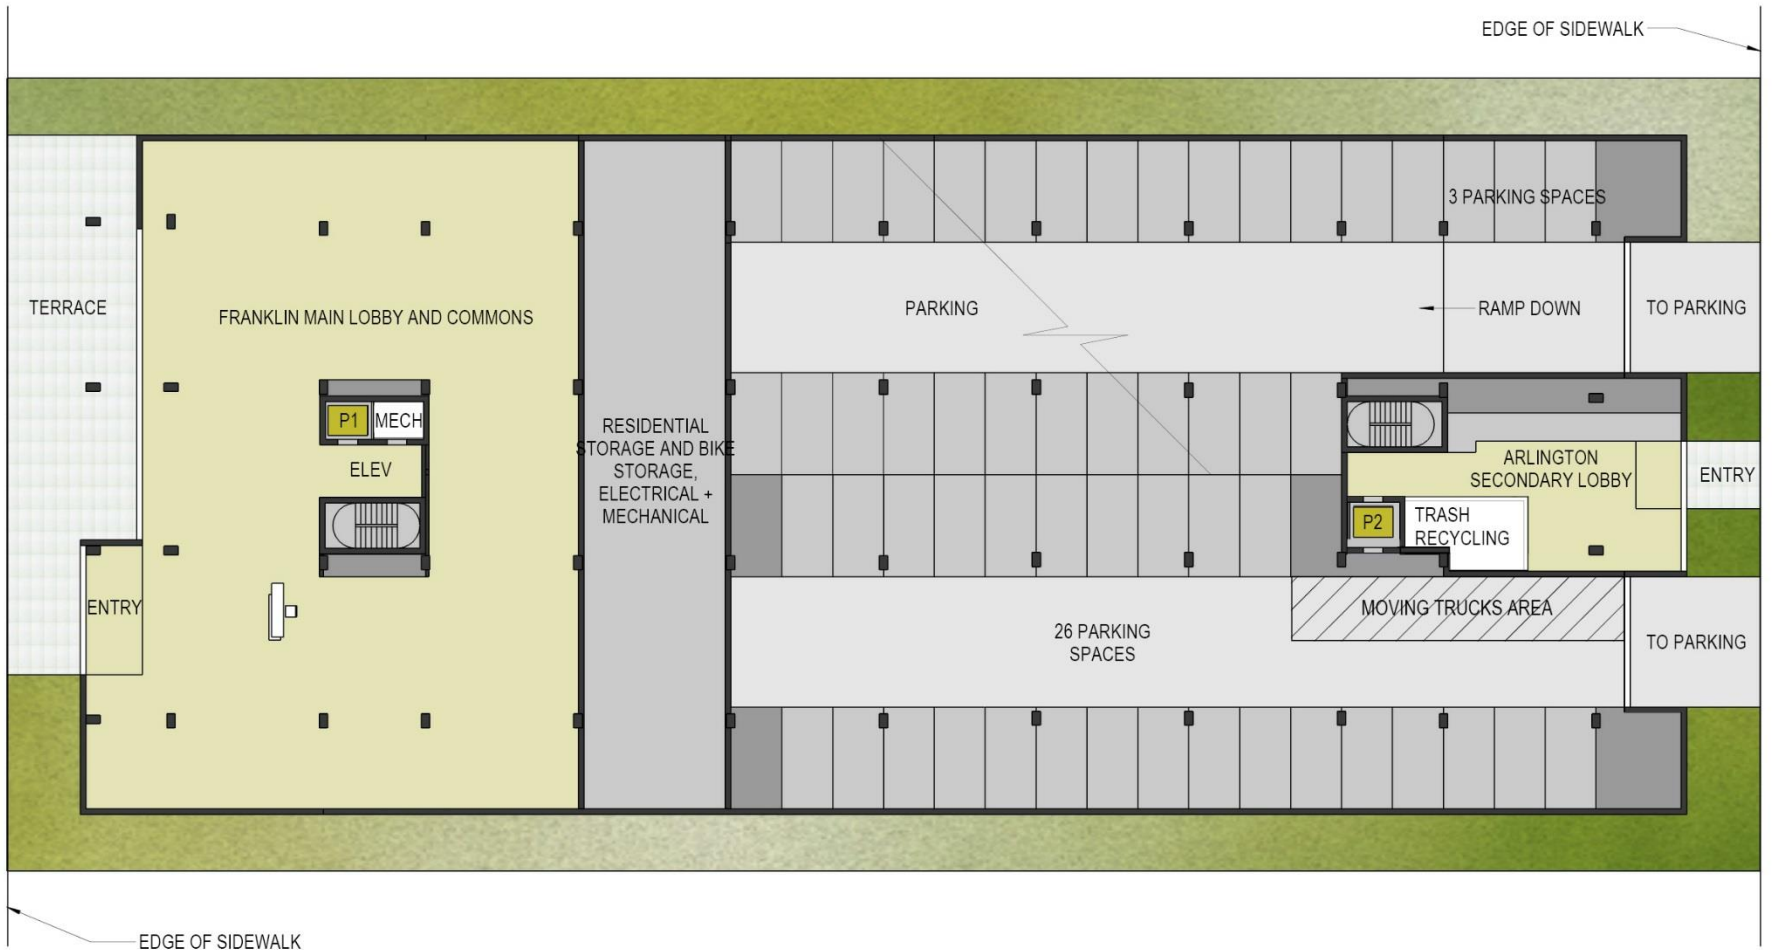 EDGE OF SIDEWALK
3 PARKING SPACES
TERRACE
FRANKLIN MAIN LOBBY AND COMMONS
PARKING
RAMP DOWN
TO PARKING
P1
MECH
ELEV
RESIDENTIAL
STORAGE AND BIKE
STORAGE,
ELECTRICAL +
MECHANICAL
ARLINGTON
SECONDARY LOBBY
ENTRY
P2
TRASH
RECYCLING
ENTRY
MOVING TRUCKS AREA
26 PARKING
SPACES
TO PARKING
EDGE OF SIDEWALK